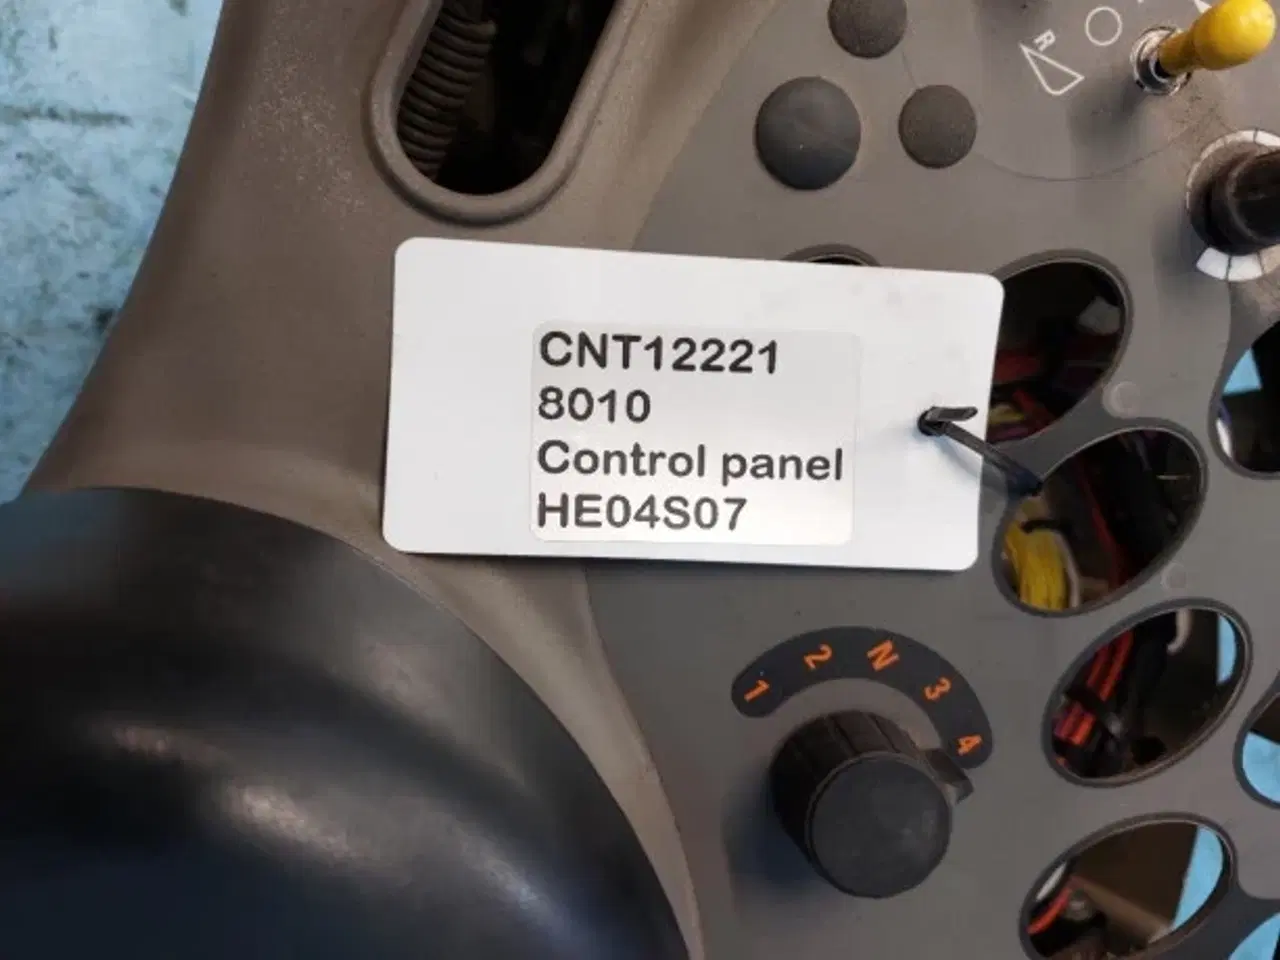 R
CNT12221
8010
Control panel
HE04S07
1 2 N 3 4